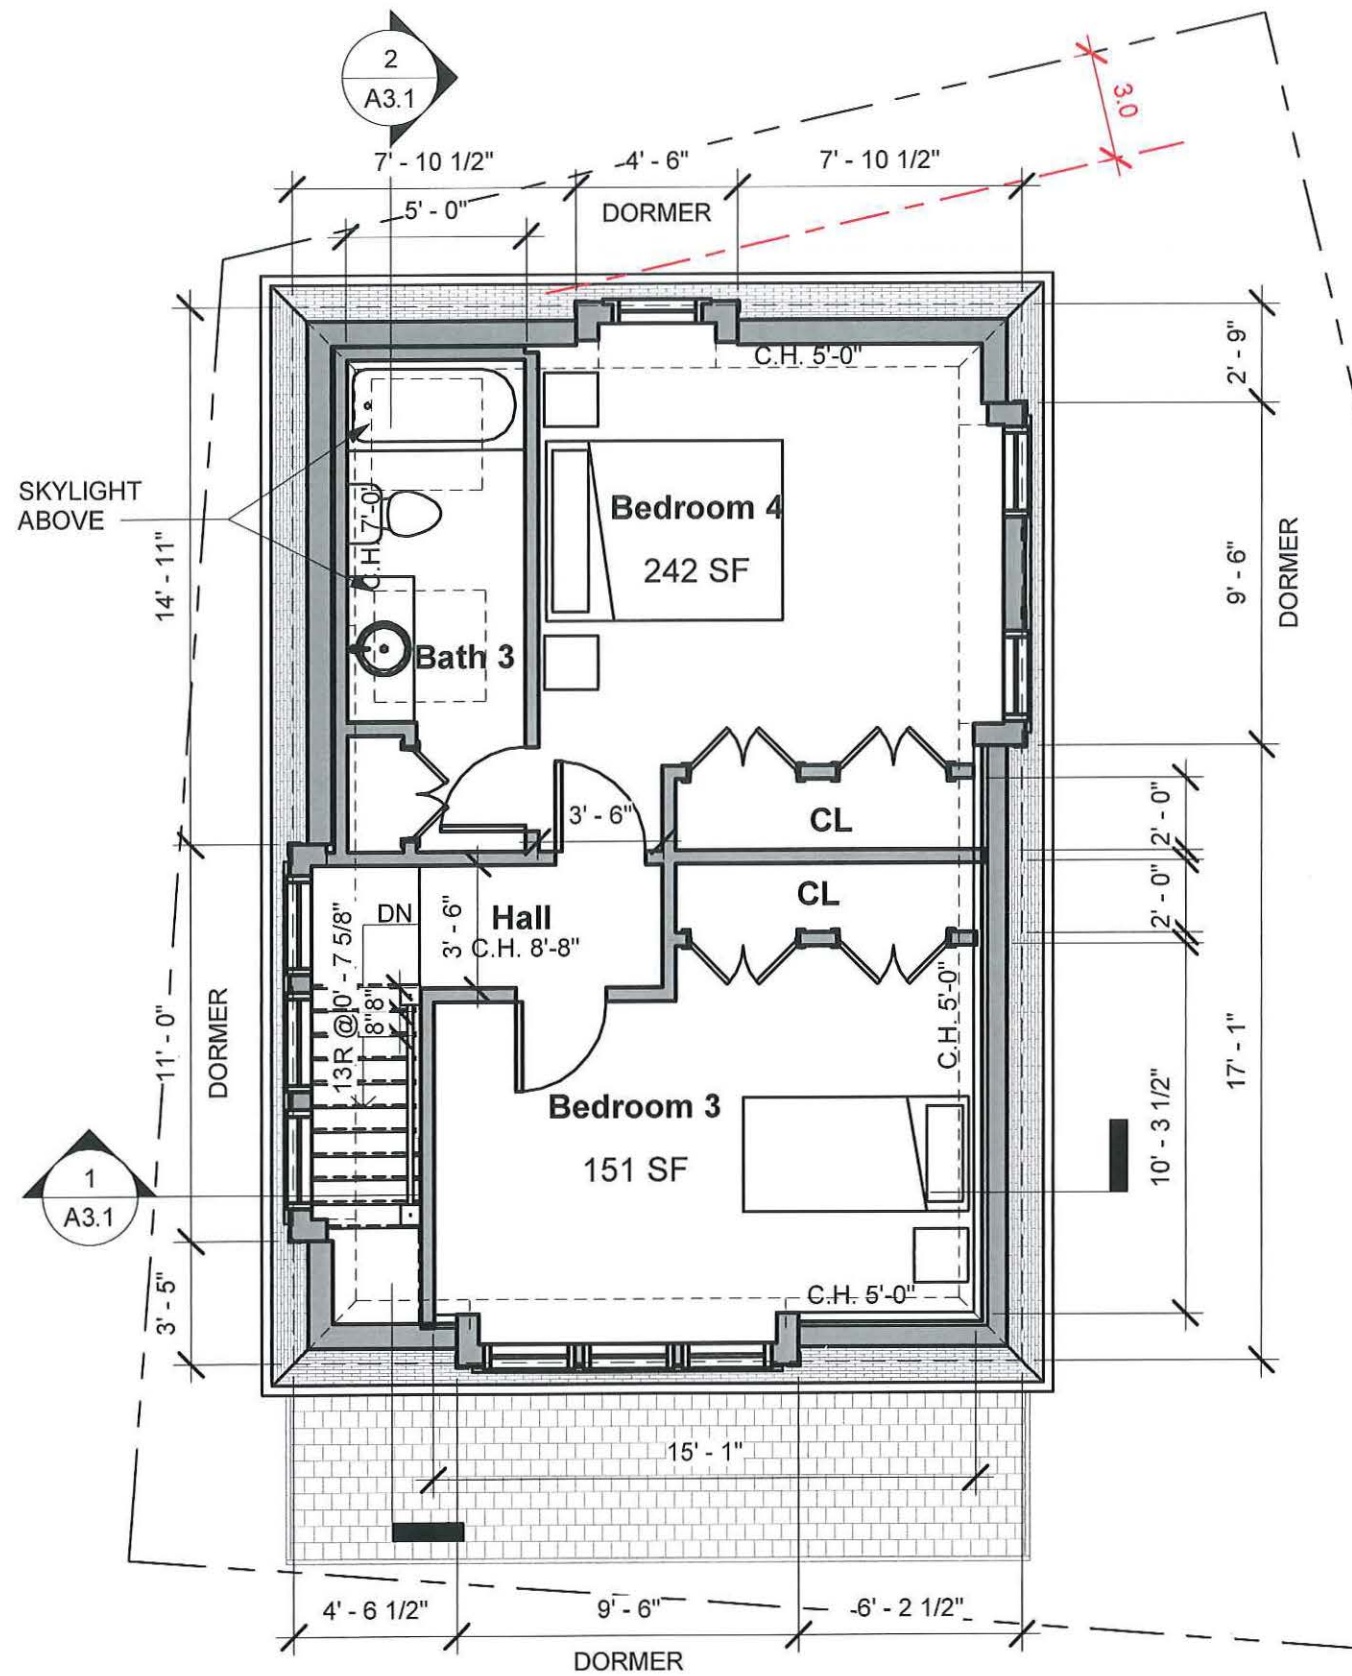 2
A3.1
3.0
7' - 10 1/2"
4' - 6"
7' - 10 1/2"
5' - 0"
DORMER
2' - 9"
C.H. 5'-0"
SKYLIGHT
ABOVE
14' - 11"
C.H. 7'-0"
Bedroom 4
242 SF
9' - 6"
DORMER
Bath 3
3' - 6"
CL
2' - 0"
CL
2' - 0"
DN
Hall
C.H. 8'-8"
3' - 6"
13R @ 0' - 7 5/8"
8" 8"
11' - 0"
DORMER
C.H. 5'-0"
17' - 1"
10' - 3 1/2"
Bedroom 3
151 SF
1
A3.1
3' - 5"
C.H. 5'-0"
15' - 1"
4' - 6 1/2"
9' - 6"
6' - 2 1/2"
DORMER